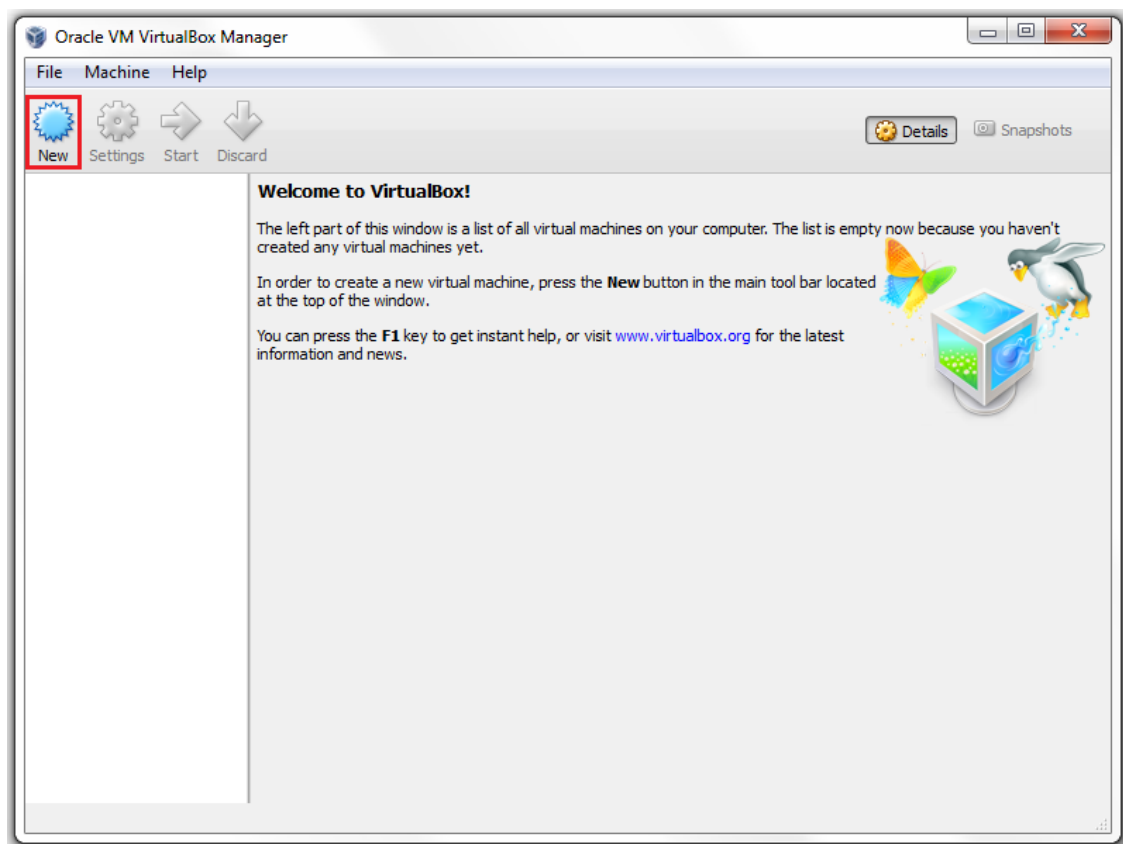 Oracle VM VirtualBox Manager
File Machine Help
New Settings Start Discard Details Snapshots
Welcome to VirtualBox!
The left part of this window is a list of all virtual machines on your computer. The list is empty now because you haven't
created any virtual machines yet.
In order to create a new virtual machine, press the New button in the main tool bar located
at the top of the window.
You can press the F1 key to get instant help, or visit www.virtualbox.org for the latest
information and news.